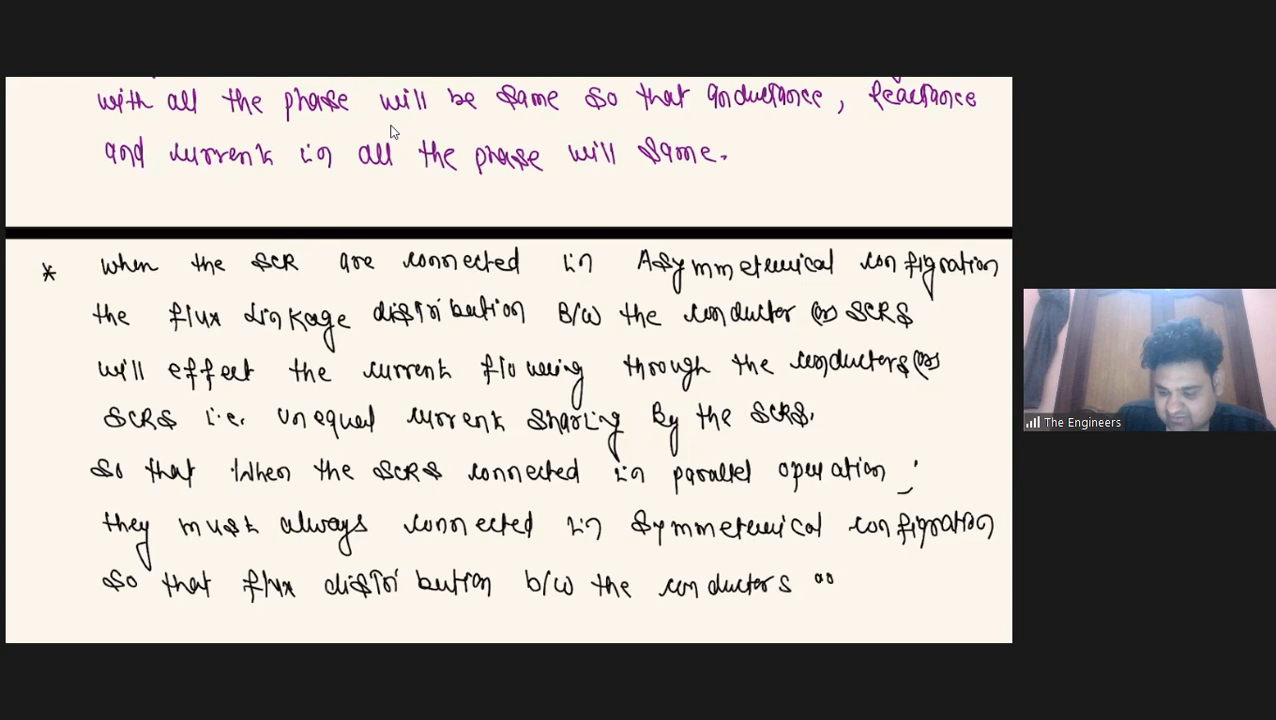 with all the phase will be same so that inductance, reactance
and current in all the phase will same.
* When the SCR are connected in Asymmeterical configration
the flux linkage distribution B/w the conductor or SCRS
will effect the current flowing through the conductors or
SCRS i.e. unequal current sharing By the SCRS.
So that When the SCRS connected in parallel operation,
they must always connected in Symmeterical configration
So that flux distribution b/w the conductors
The Engineers